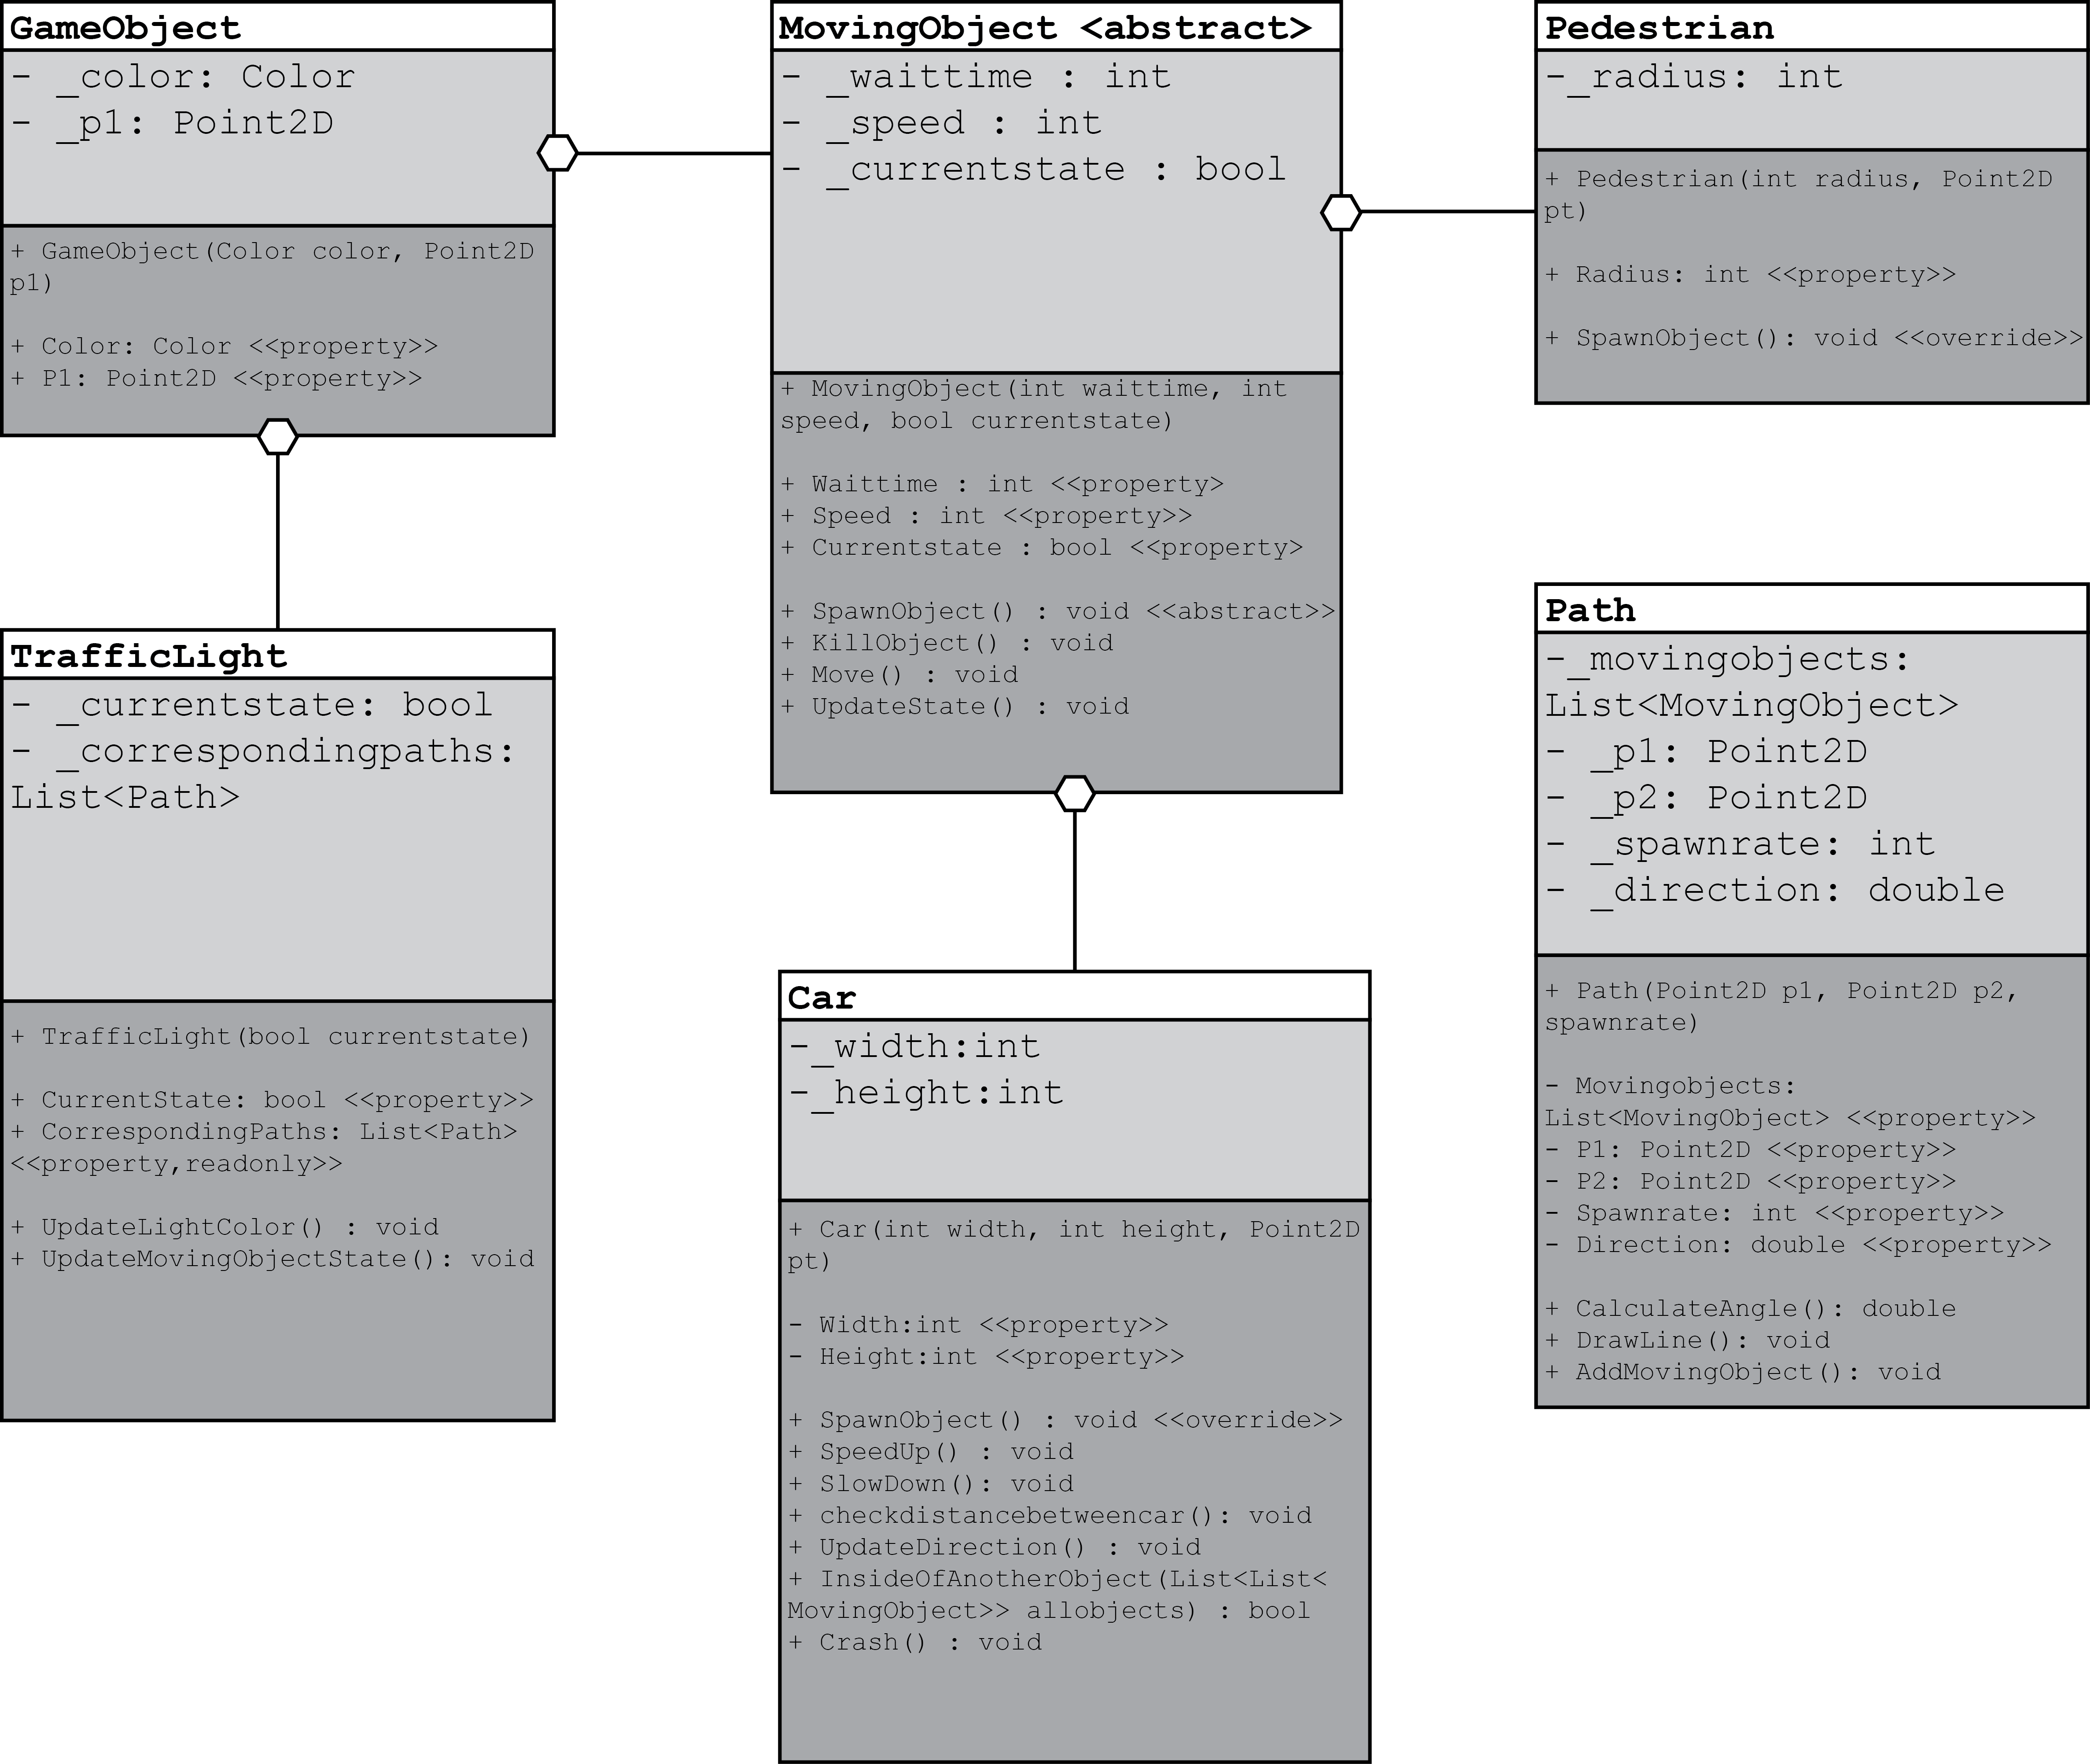 GameObject
- _color: Color
- _p1: Point2D
+ GameObject(Color color, Point2D
p1)
+ Color: Color <<property>>
+ P1: Point2D <<property>>
MovingObject <abstract>
- _waittime : int
- _speed : int
- _currentstate : bool
+ MovingObject(int waittime, int
speed, bool currentstate)
+ Waittime : int <<property>
+ Speed : int <<property>>
+ Currentstate : bool <<property>
+ SpawnObject() : void <<abstract>>
+ KillObject() : void
+ Move() : void
+ UpdateState() : void
Pedestrian
-_radius: int
+ Pedestrian(int radius, Point2D
pt)
+ Radius: int <<property>>
+ SpawnObject(): void <<override>>
TrafficLight
- _currentstate: bool
- _correspondingpaths:
List<Path>
+ TrafficLight(bool currentstate)
+ CurrentState: bool <<property>>
+ CorrespondingPaths: List<Path>
<<property,readonly>>
+ UpdateLightColor() : void
+ UpdateMovingObjectState(): void
Car
-_width:int
-_height:int
+ Car(int width, int height, Point2D
pt)
- Width:int <<property>>
- Height:int <<property>>
+ SpawnObject() : void <<override>>
+ SpeedUp() : void
+ SlowDown(): void
+ checkdistancebetweencar(): void
+ UpdateDirection() : void
+ InsideOfAnotherObject(List<List<
MovingObject>> allobjects) : bool
+ Crash() : void
Path
-_movingobjects:
List<MovingObject>
- _p1: Point2D
- _p2: Point2D
- _spawnrate: int
- _direction: double
+ Path(Point2D p1, Point2D p2,
spawnrate)
- Movingobjects:
List<MovingObject> <<property>>
- P1: Point2D <<property>>
- P2: Point2D <<property>>
- Spawnrate: int <<property>>
- Direction: double <<property>>
+ CalculateAngle(): double
+ DrawLine(): void
+ AddMovingObject(): void